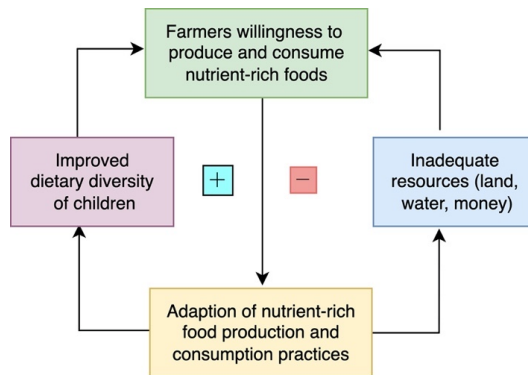 Farmers willingness to
produce and consume
nutrient-rich foods
Improved
dietary diversity
of children
+
−
Inadequate
resources (land,
water, money)
Adaption of nutrient-rich
food production and
consumption practices